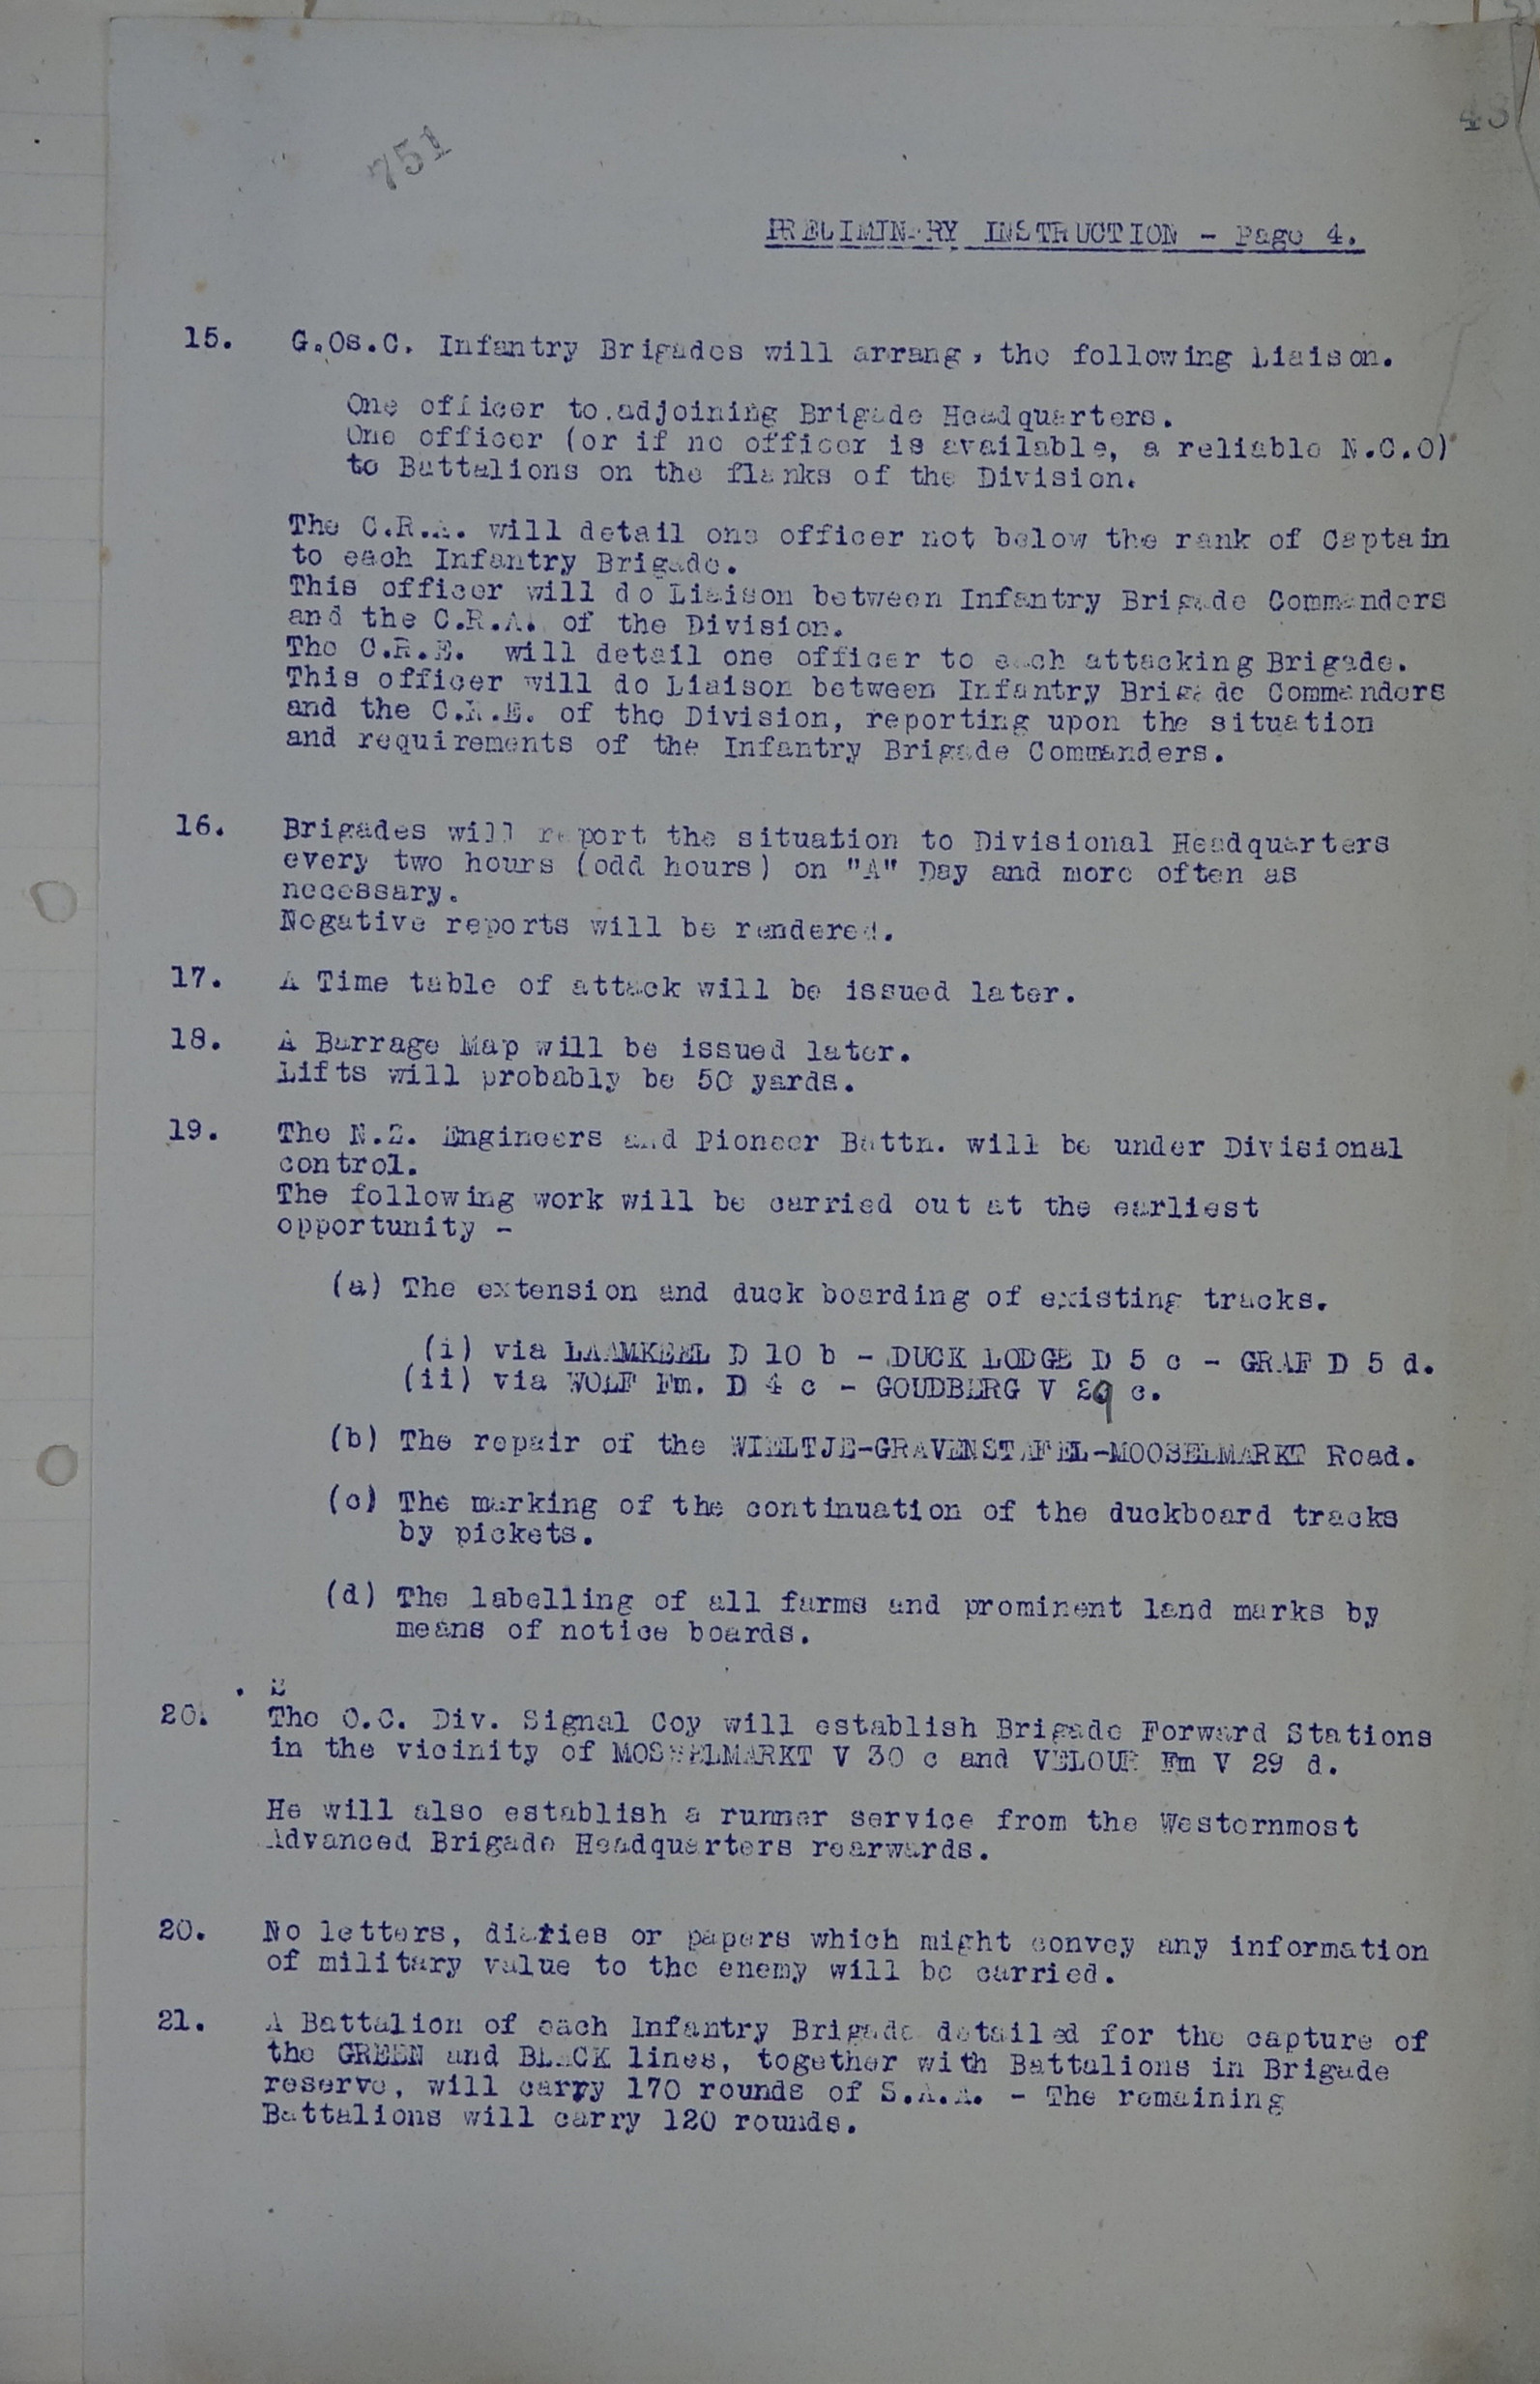 43
751
PRELIMINARY INSTRUCTION - Page 4.
15. G.Os.C. Infantry Brigades will arrange, the following Liaison.
One officer to adjoining Brigade Headquarters.
One officer (or if no officer is available, a reliable N.C.O)
to Battalions on the flanks of the Division.
The C.R.A. will detail one officer not below the rank of Captain
to each Infantry Brigade.
This officer will do Liaison between Infantry Brigade Commanders
and the C.R.A. of the Division.
The C.R.E. will detail one officer to each attacking Brigade.
This officer will do Liaison between Infantry Brigade Commanders
and the C.R.E. of the Division, reporting upon the situation
and requirements of the Infantry Brigade Commanders.
16. Brigades will report the situation to Divisional Headquarters
every two hours (odd hours) on "A" Day and more often as
necessary.
Negative reports will be rendered.
17. A Time table of attack will be issued later.
18. A Barrage Map will be issued later.
Lifts will probably be 50 yards.
19. The N.Z. Engineers and Pioneer Battn. will be under Divisional
control.
The following work will be carried out at the earliest
opportunity -
(a) The extension and duck boarding of existing tracks.
(i) via LAAMKEEL D 10 b - DUCK LODGE D 5 c - GRAF D 5 d.
(ii) via WOLF Fm. D 4 c - GOUDBERG V 29 c.
(b) The repair of the WIELTJE-GRAVENSTAFEL-MOOSELMARKT Road.
(c) The marking of the continuation of the duckboard tracks
by pickets.
(d) The labelling of all farms and prominent land marks by
means of notice boards.
20. The O.C. Div. Signal Coy will establish Brigade Forward Stations
in the vicinity of MOSSELMARKT V 30 c and VELOUR Fm V 29 d.
He will also establish a runner service from the Westernmost
Advanced Brigade Headquarters rearwards.
20. No letters, diaries or papers which might convey any information
of military value to the enemy will be carried.
21. A Battalion of each Infantry Brigade detailed for the capture of
the GREEN and BLACK lines, together with Battalions in Brigade
reserve, will carry 170 rounds of S.A.A. - The remaining
Battalions will carry 120 rounds.